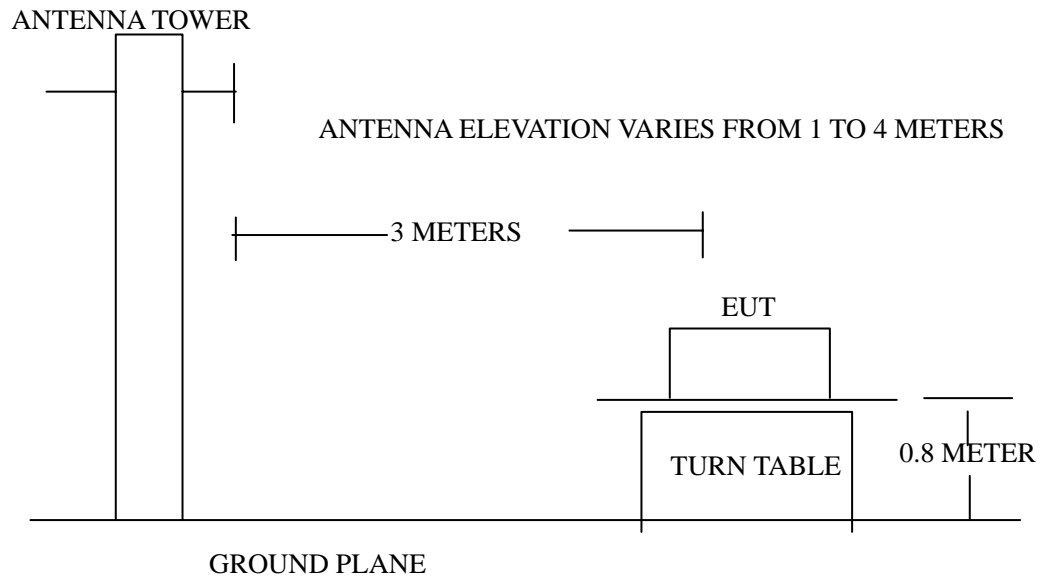 ANTENNA TOWER
ANTENNA ELEVATION VARIES FROM 1 TO 4 METERS
3 METERS
EUT
TURN TABLE
0.8 METER
GROUND PLANE